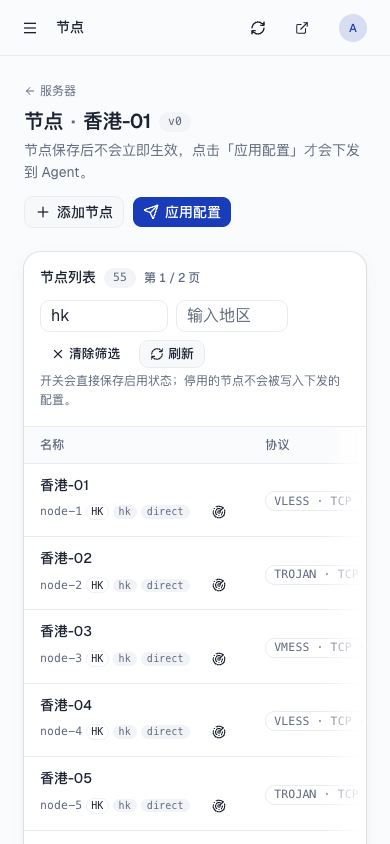 节点
A
服务器
节点 · 香港-01 v0
节点保存后不会立即生效，点击「应用配置」才会下发
到 Agent。
添加节点 应用配置
节点列表 55 第 1 / 2 页
hk 输入地区
清除筛选 刷新
开关会直接保存启用状态；停用的节点不会被写入下发的
配置。
名称 协议
香港-01
node-1 HK hk direct VLESS · TCP
香港-02
node-2 HK hk direct TROJAN · TCP
香港-03
node-3 HK hk direct VMESS · TCP
香港-04
node-4 HK hk direct VLESS · TCP
香港-05
node-5 HK hk direct TROJAN · TCP